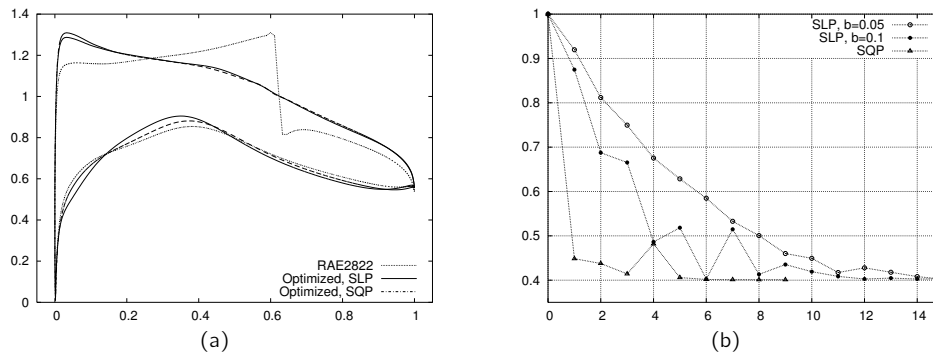 1.4
1.2
1
0.8
0.6
0.4
0.2
0
0 0.2 0.4 0.6 0.8 1
RAE2822
Optimized, SLP
Optimized, SQP
(a)
1
0.9
0.8
0.7
0.6
0.5
0.4
0 2 4 6 8 10 12 14
SLP, b=0.05
SLP, b=0.1
SQP
(b)